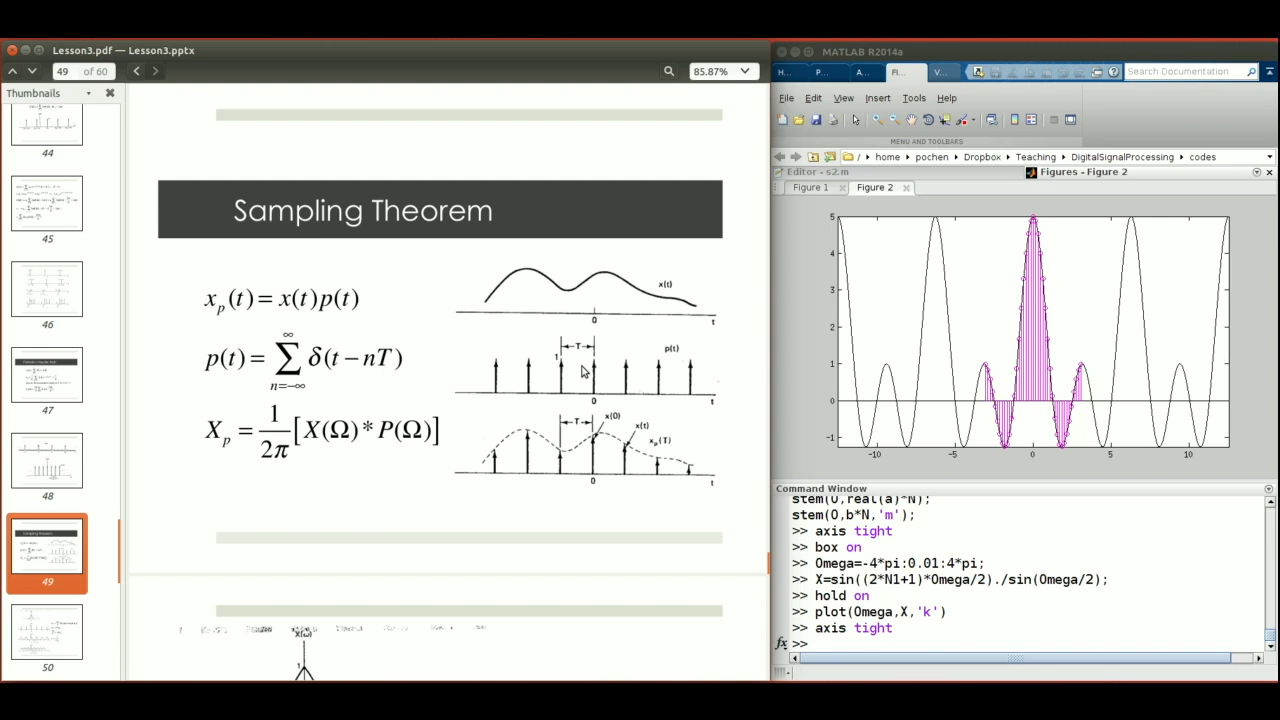 Lesson3.pdf — Lesson3.pptx
49 of 60
85.87%
Thumbnails
44
45
46
47
48
49
50
Sampling Theorem
x_p(t) = x(t)p(t)
p(t) = ∑_{n=-∞}^{∞} δ(t − nT)
X_p = 1/2π [X(Ω) * P(Ω)]
x(t)
0
t
T
1
p(t)
0
t
T
x(0)
x(t)
x_p(T)
0
t
X(ω)
1
MATLAB R2014a
H...
P...
A...
FI...
V...
Search Documentation
File Edit View Insert Tools Help
MENU AND TOOLBARS
/ home pochen Dropbox Teaching DigitalSignalProcessing codes
Editor - s2.m
Figures - Figure 2
Figure 1
Figure 2
5
4
3
2
1
0
-1
-10
-5
0
5
10
Command Window
stem(O,real(a)*N);
stem(O,b*N,'m');
>> axis tight
>> box on
>> Omega=-4*pi:0.01:4*pi;
>> X=sin((2*N1+1)*Omega/2)./sin(Omega/2);
>> hold on
>> plot(Omega,X,'k')
>> axis tight
fx >>